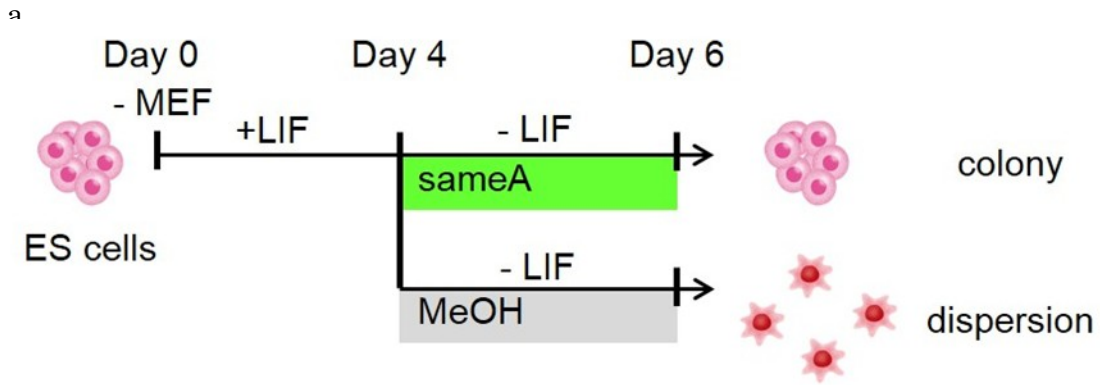 a
Day 0
Day 4
Day 6
- MEF
+LIF
- LIF
sameA
colony
ES cells
- LIF
MeOH
dispersion